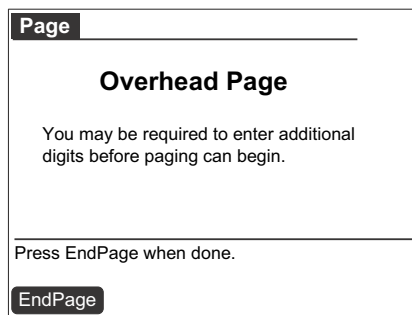 Page
Overhead Page
You may be required to enter additional
digits before paging can begin.
Press EndPage when done.
EndPage